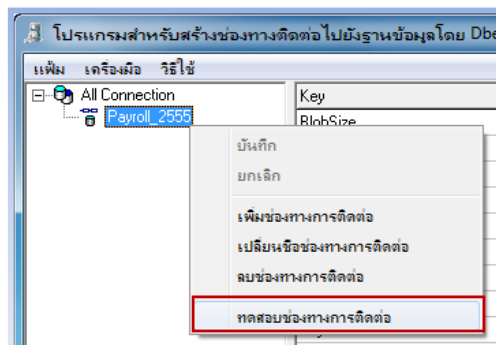 โปรแกรมสำหรับสร้างช่องทางติดต่อไปยังฐานข้อมูลโดย Dbe
แฟ้ม เครื่องมือ วิธีใช้
All Connection
Key
Payroll_2555
BlobSize
บันทึก
ยกเลิก
เพิ่มช่องทางการติดต่อ
เปลี่ยนชื่อช่องทางการติดต่อ
ลบช่องทางการติดต่อ
ทดสอบช่องทางการติดต่อ